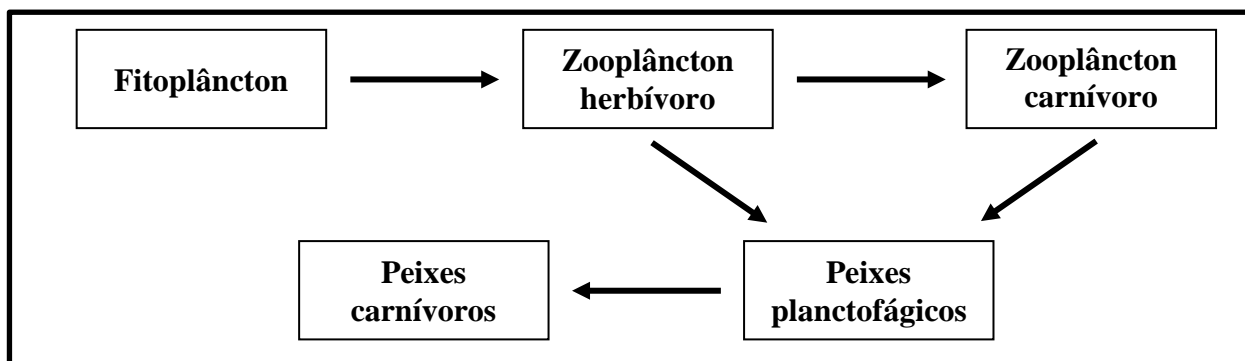 Fitoplâncton
Zooplâncton
herbívoro
Zooplâncton
carnívoro
Peixes
carnívoros
Peixes
planctofágicos